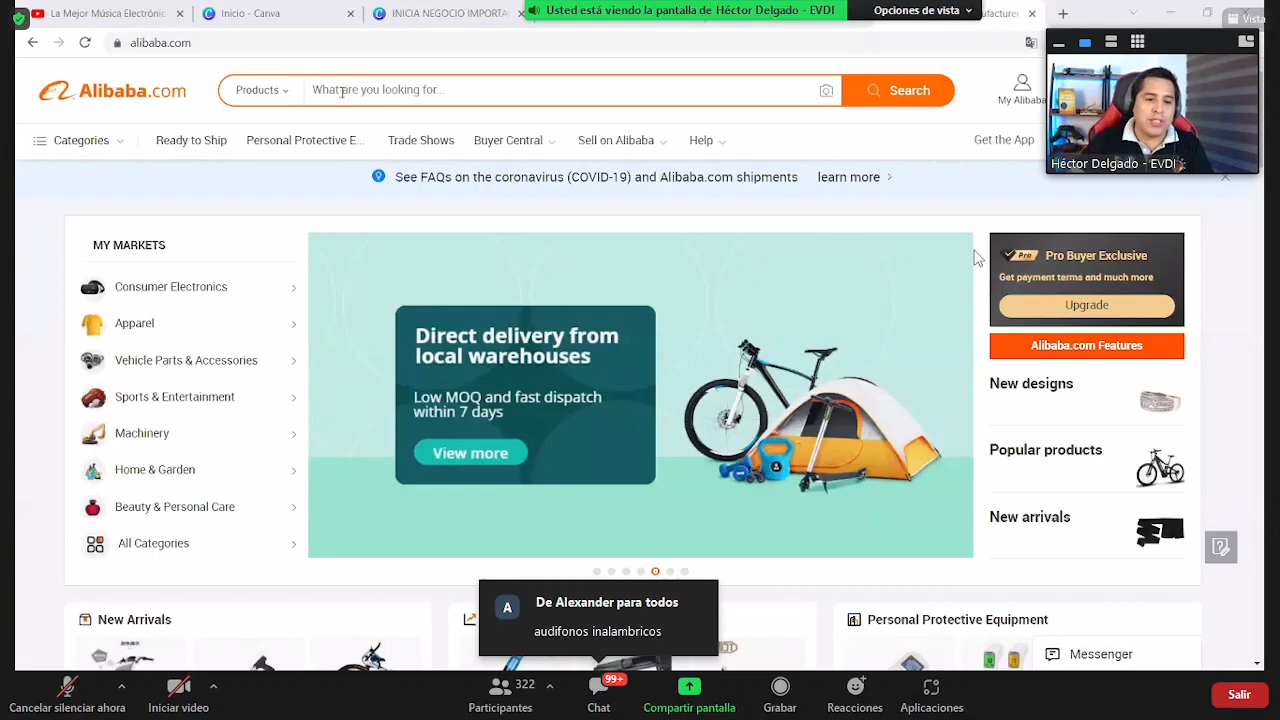 La Mejor Música Electrónic
Inicio - Canva
INICIA NEGOCIO IMPORTA
Usted está viendo la pantalla de Héctor Delgado - EVDI
Opciones de vista
Vista
alibaba.com
Alibaba.com
Products
What are you looking for...
Search
My Alibaba
Héctor Delgado - EVDI
Categories
Ready to Ship
Personal Protective E...
Trade Shows
Buyer Central
Sell on Alibaba
Help
Get the App
See FAQs on the coronavirus (COVID-19) and Alibaba.com shipments
learn more
MY MARKETS
Consumer Electronics
Apparel
Vehicle Parts & Accessories
Sports & Entertainment
Machinery
Home & Garden
Beauty & Personal Care
All Categories
Direct delivery from
local warehouses
Low MOQ and fast dispatch
within 7 days
View more
Pro
Pro Buyer Exclusive
Get payment terms and much more
Upgrade
Alibaba.com Features
New designs
Popular products
New arrivals
A
De Alexander para todos
audifonos inalambricos
New Arrivals
Personal Protective Equipment
Messenger
Cancelar silenciar ahora
Iniciar video
322
Participantes
99+
Chat
Compartir pantalla
Grabar
Reacciones
Aplicaciones
Salir